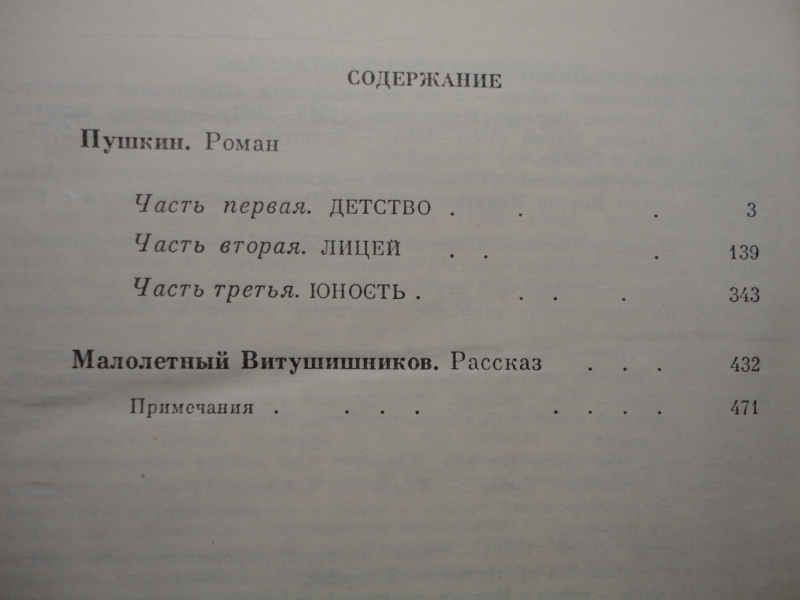 СОДЕРЖАНИЕ
Пушкин. Роман
Часть первая. ДЕТСТВО . . . 3
Часть вторая. ЛИЦЕЙ . . . 139
Часть третья. ЮНОСТЬ . . . . 343
Малолетный Витушишников. Рассказ . . . 432
Примечания . . . . . . . . 471